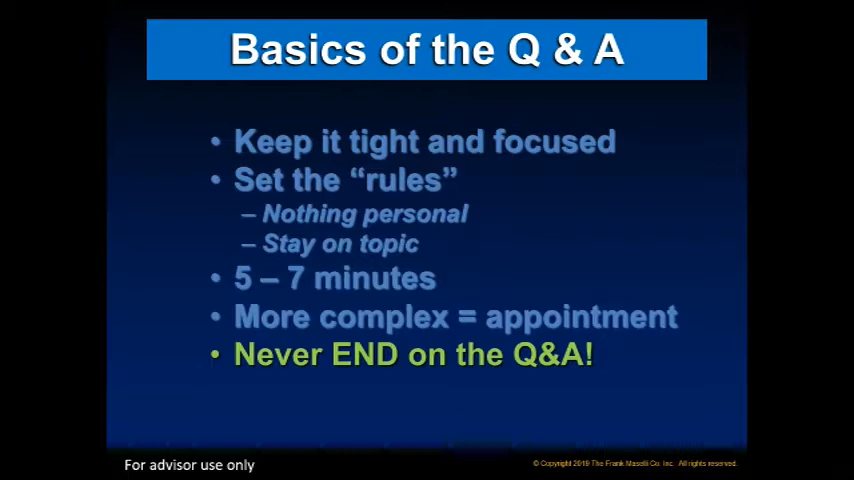 Basics of the Q & A
• Keep it tight and focused
• Set the “rules”
– Nothing personal
– Stay on topic
• 5 – 7 minutes
• More complex = appointment
• Never END on the Q&A!
For advisor use only
© Copyright 2019 The Frank Maselli Co. Inc. All rights reserved.